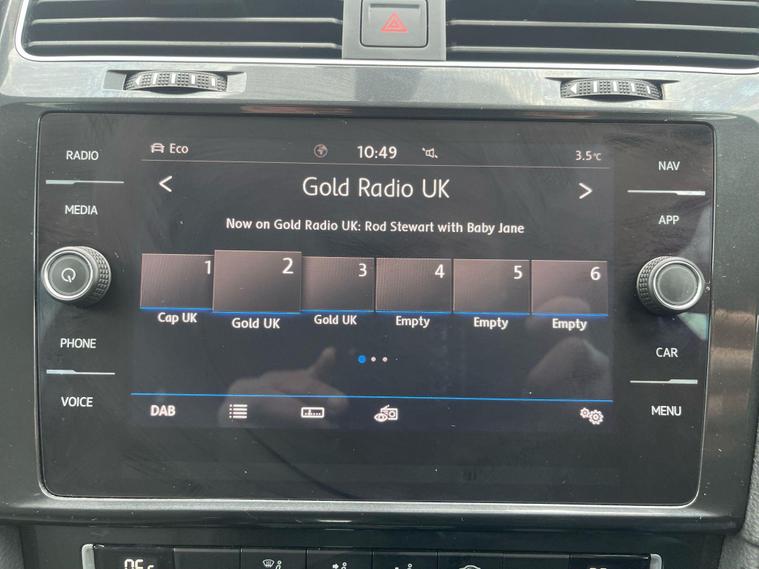 RADIO
MEDIA
PHONE
VOICE
Eco
10:49
3.5°C
Gold Radio UK
Now on Gold Radio UK: Rod Stewart with Baby Jane
1 2 3 4 5 6
Cap UK Gold UK Gold UK Empty Empty Empty
DAB
NAV
APP
CAR
MENU